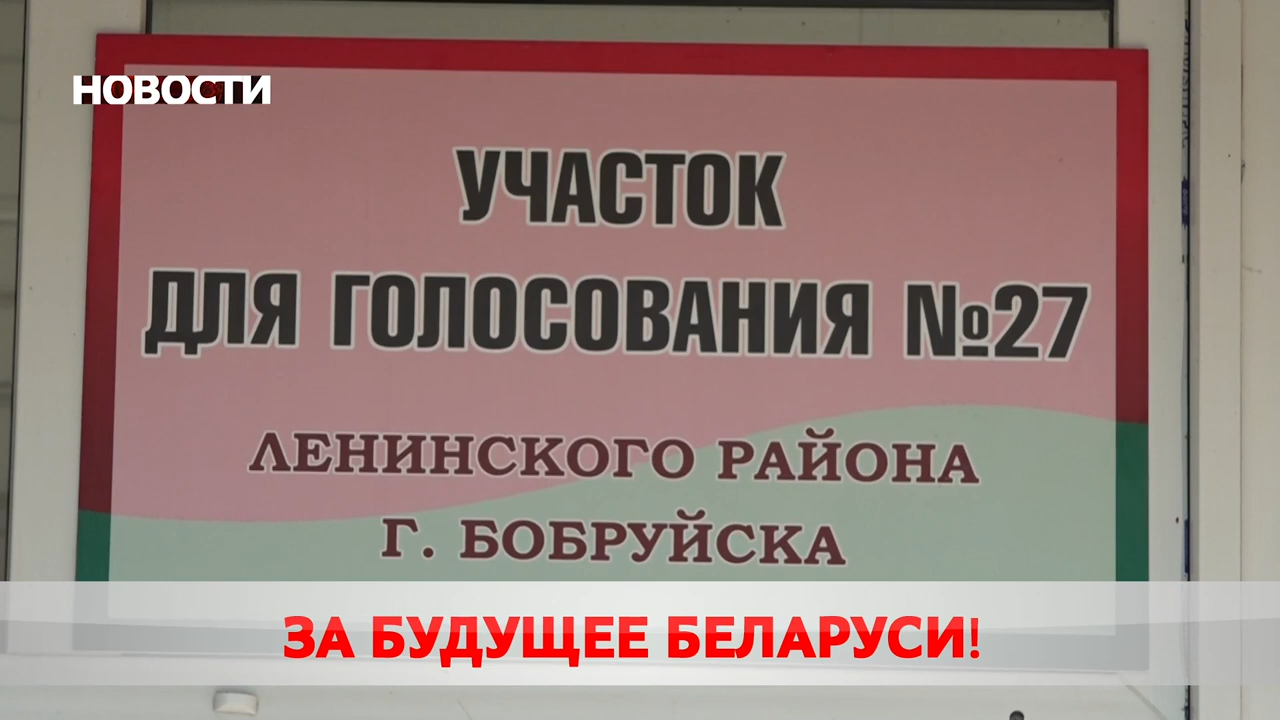 НОВОСТИ
УЧАСТОК
ДЛЯ ГОЛОСОВАНИЯ №27
ЛЕНИНСКОГО РАЙОНА
Г. БОБРУЙСКА
ЗА БУДУЩЕЕ БЕЛАРУСИ!